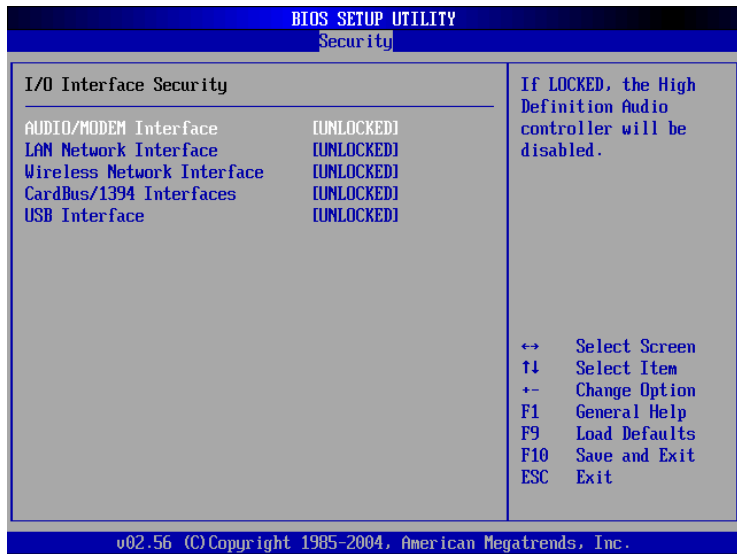 BIOS SETUP UTILITY
Security
I/O Interface Security
AUDIO/MODEM Interface [UNLOCKED]
LAN Network Interface [UNLOCKED]
Wireless Network Interface [UNLOCKED]
CardBus/1394 Interfaces [UNLOCKED]
USB Interface [UNLOCKED]
If LOCKED, the High
Definition Audio
controller will be
disabled.
↔ Select Screen
↑↓ Select Item
+- Change Option
F1 General Help
F9 Load Defaults
F10 Save and Exit
ESC Exit
v02.56 (C)Copyright 1985-2004, American Megatrends, Inc.